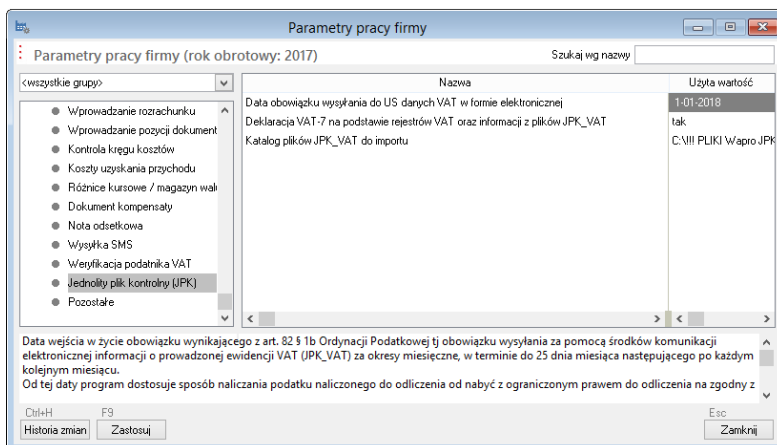 Parametry pracy firmy
Parametry pracy firmy (rok obrotowy: 2017)
Szukaj wg nazwy
<wszystkie grupy>
Nazwa
Użyta wartość
Wprowadzanie rozrachunku
Wprowadzanie pozycji dokument
Kontrola kręgu kosztów
Koszty uzyskania przychodu
Różnice kursowe / magazyn walu
Dokument kompensaty
Nota odsetkowa
Wysyłka SMS
Weryfikacja podatnika VAT
Jednolity plik kontrolny (JPK)
Pozostałe
Data obowiązku wysyłania do US danych VAT w formie elektronicznej
1-01-2018
Deklaracja VAT-7 na podstawie rejestrów VAT oraz informacji z plików JPK_VAT
tak
Katalog plików JPK_VAT do importu
C:\!!! PLIKI Wapro JPK
Data wejścia w życie obowiązku wynikającego z art. 82 § 1b Ordynacji Podatkowej tj obowiązku wysyłania za pomocą środków komunikacji
elektronicznej informacji o prowadzonej ewidencji VAT (JPK_VAT) za okresy miesięczne, w terminie do 25 dnia miesiąca następującego po każdym
kolejnym miesiącu.
Od tej daty program dostosuje sposób naliczania podatku naliczonego do odliczenia od nabyć z ograniczonym prawem do odliczenia na zgodny z
Ctrl+H
F9
Esc
Historia zmian
Zastosuj
Zamknij